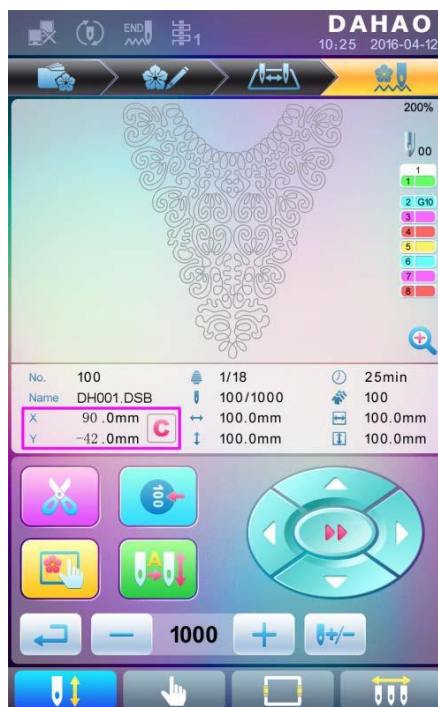 END
1
DAHAO
10:25 2016-04-12
200%
00
1
1
2 G10
3
4
5
6
7
8
No. 100 1/18 25min
Name DH001.DSB 100/1000 100
X 90.0mm C 100.0mm 100.0mm
Y -42.0mm 100.0mm 100.0mm
100
A
1000
+/-